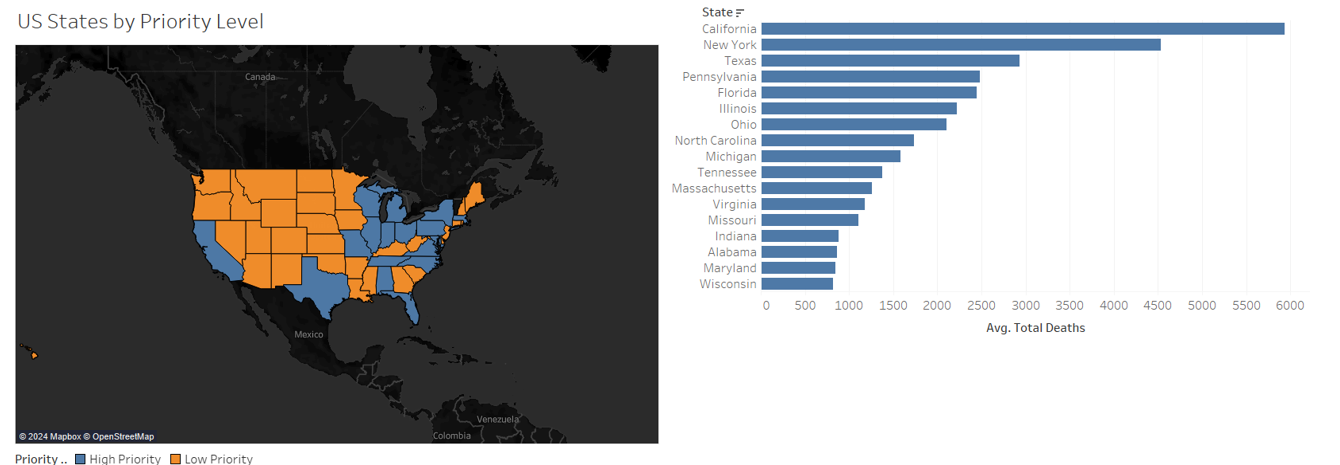 US States by Priority Level
Canada
Mexico
Venezuela
Colombia
© 2024 Mapbox © OpenStreetMap
Priority .. High Priority Low Priority
State
California
New York
Texas
Pennsylvania
Florida
Illinois
Ohio
North Carolina
Michigan
Tennessee
Massachusetts
Virginia
Missouri
Indiana
Alabama
Maryland
Wisconsin
0 500 1000 1500 2000 2500 3000 3500 4000 4500 5000 5500 6000
Avg. Total Deaths